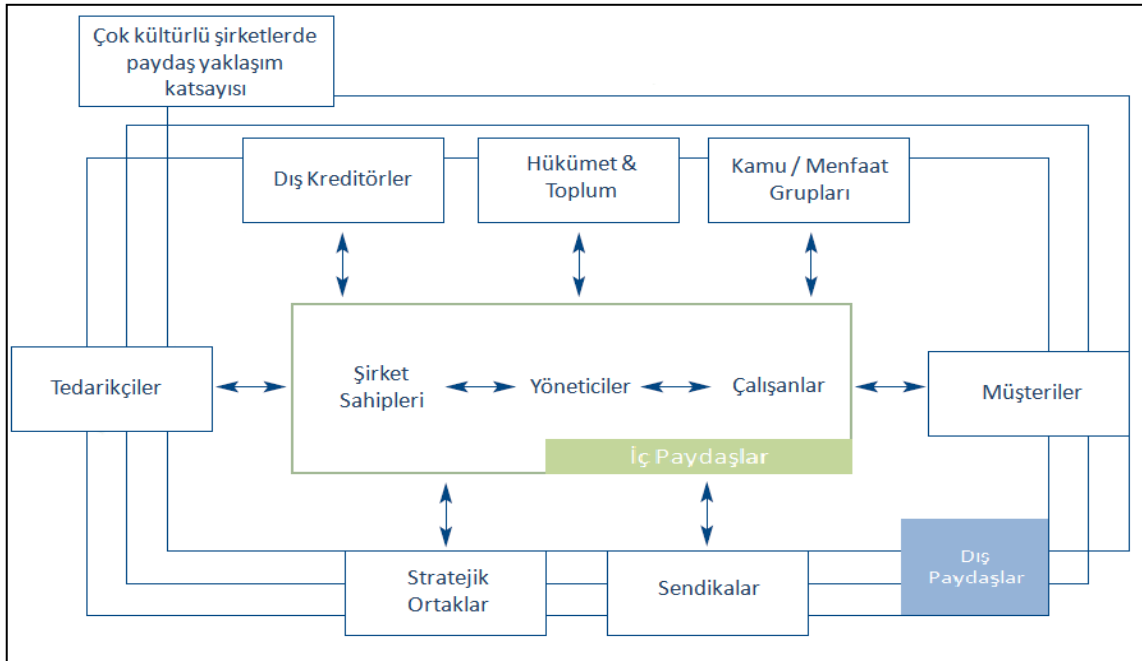 Çok kültürlü şirketlerde
paydaş yaklaşım
katsayısı
Dış Kreditörler
Hükümet &
Toplum
Kamu / Menfaat
Grupları
Tedarikçiler
Şirket
Sahipleri
Yöneticiler
Çalışanlar
Müşteriler
İç Paydaşlar
Stratejik
Ortaklar
Sendikalar
Dış
Paydaşlar